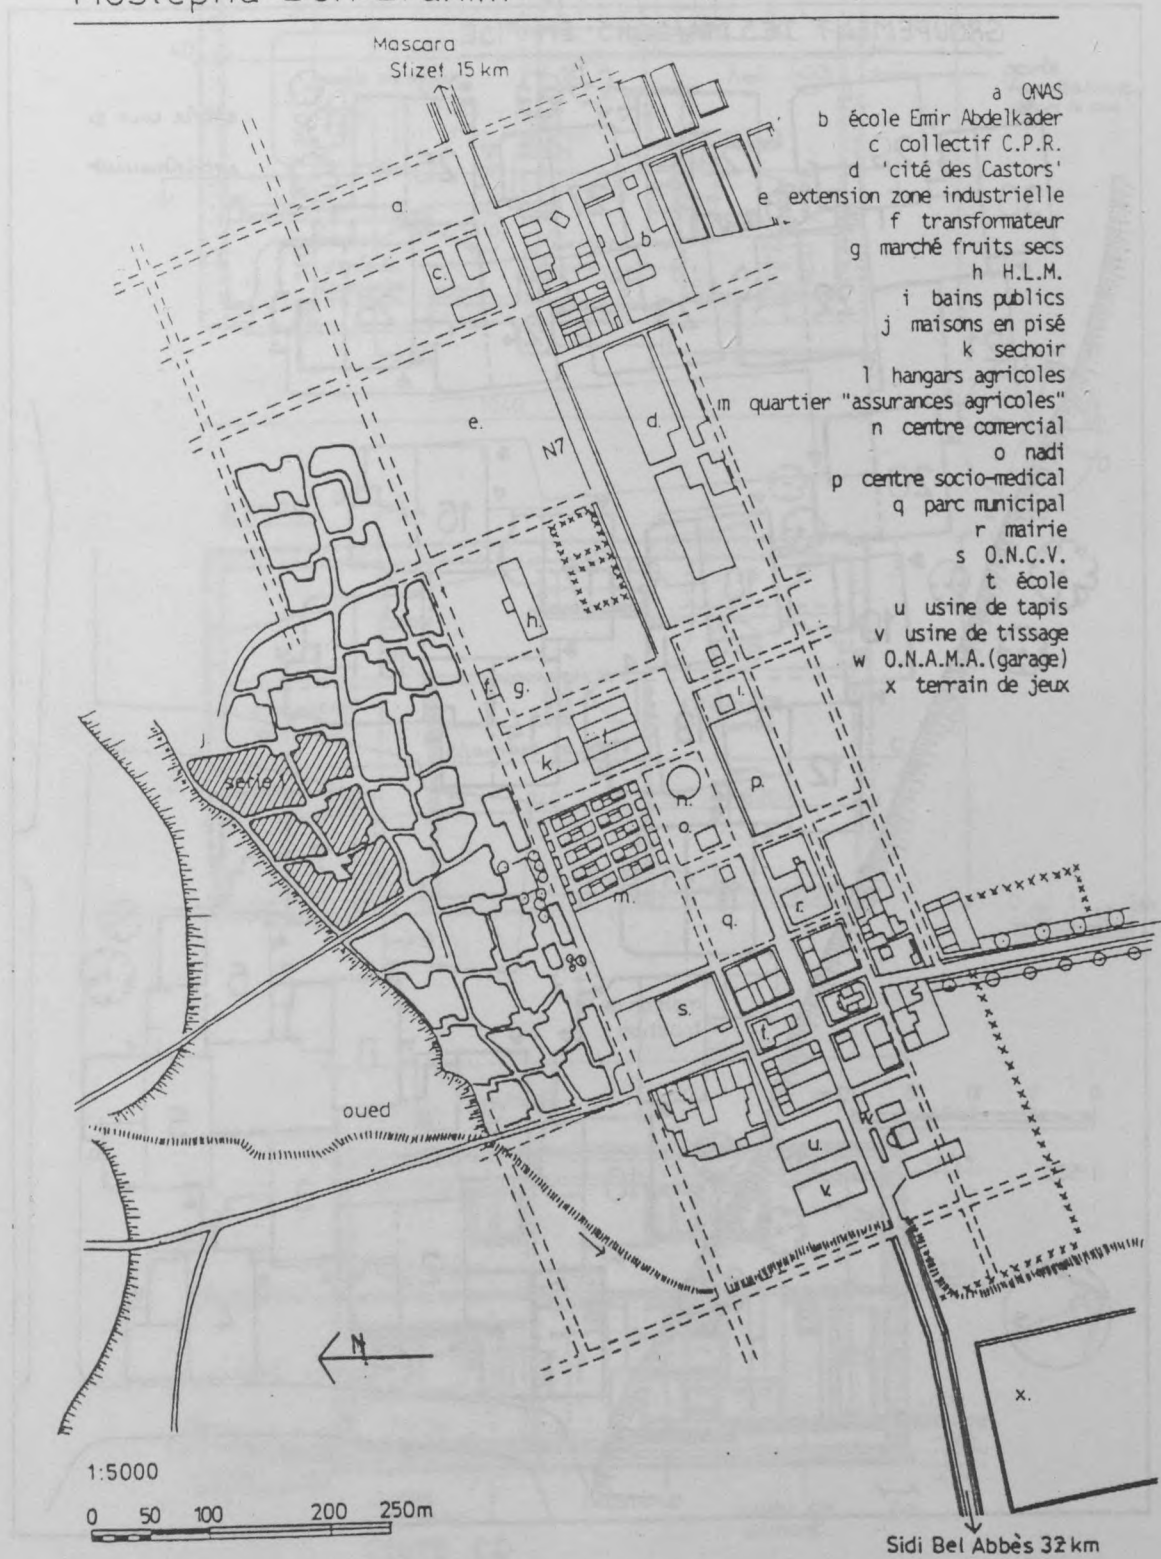 Mascara
Sfizef 15 km
a ONAS
b école Emir Abdelkader
c collectif C.P.R.
d 'cité des Castors'
e extension zone industrielle
f transformateur
g marché fruits secs
h H.L.M.
i bains publics
j maisons en pisé
k sechoir
l hangars agricoles
m quartier "assurances agricoles"
n centre comercial
o nadi
p centre socio-medical
q parc municipal
r mairie
s O.N.C.V.
t école
u usine de tapis
v usine de tissage
w O.N.A.M.A.(garage)
x terrain de jeux
a.
b
c.
e.
N7
d.
h.
f.
g.
i.
j
k.
l.
serie 1
p.
n.
o.
m.
q.
r.
s.
t.
oued
u.
k
N
x.
1:5000
0 50 100 200 250m
Sidi Bel Abbès 32 km